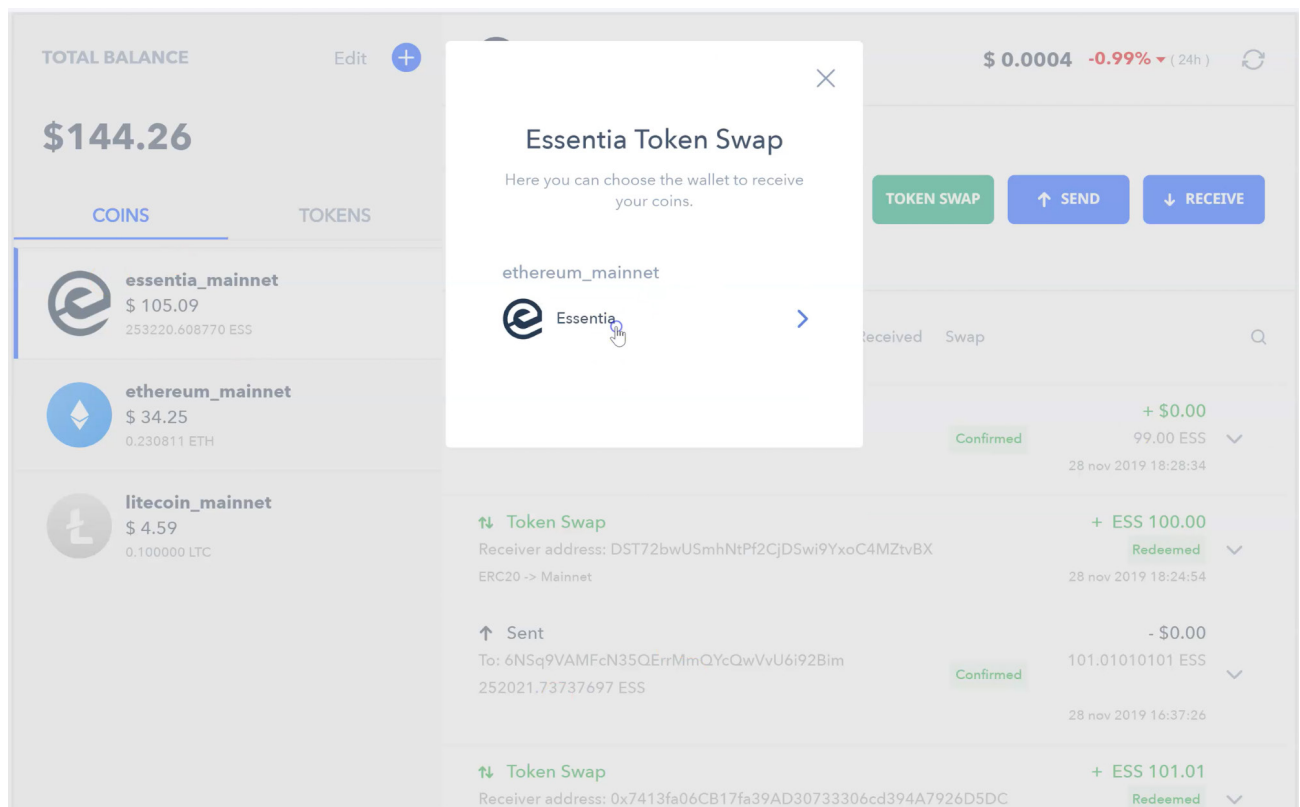 TOTAL BALANCE
Edit
$144.26
COINS
TOKENS
essentia_mainnet
$ 105.09
253220.608770 ESS
ethereum_mainnet
$ 34.25
0.230811 ETH
litecoin_mainnet
$ 4.59
0.100000 LTC
$ 0.0004 -0.99% ( 24h )
TOKEN SWAP
SEND
RECEIVE
Essentia Token Swap
Here you can choose the wallet to receive
your coins.
ethereum_mainnet
Essentia
Swap
+ $0.00
Confirmed
99.00 ESS
28 nov 2019 18:28:34
Token Swap
+ ESS 100.00
Receiver address: DST72bwUSmhNtPf2CjDSwi9YxoC4MZtvBX
Redeemed
ERC20 -> Mainnet
28 nov 2019 18:24:54
Sent
- $0.00
To: 6NSq9VAMFcN35QErrMmQYcQwVvU6i92Bim
101.01010101 ESS
Confirmed
252021.73737697 ESS
28 nov 2019 16:37:26
Token Swap
+ ESS 101.01
Receiver address: 0x7413fa06CB17fa39AD30733306cd394A7926D5DC
Redeemed